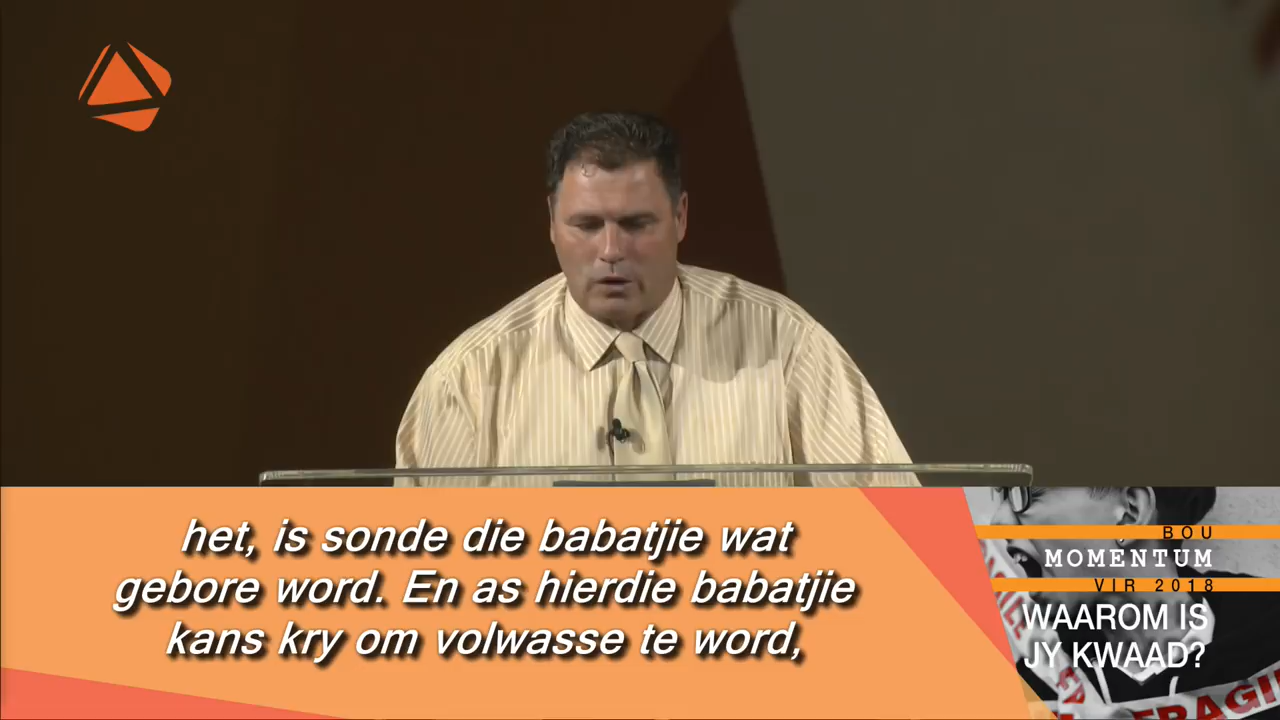 het, is sonde die babatjie wat
gebore word. En as hierdie babatjie
kans kry om volwasse te word,
BOU
MOMENTUM
VIR 2018
WAAROM IS
JY KWAAD?